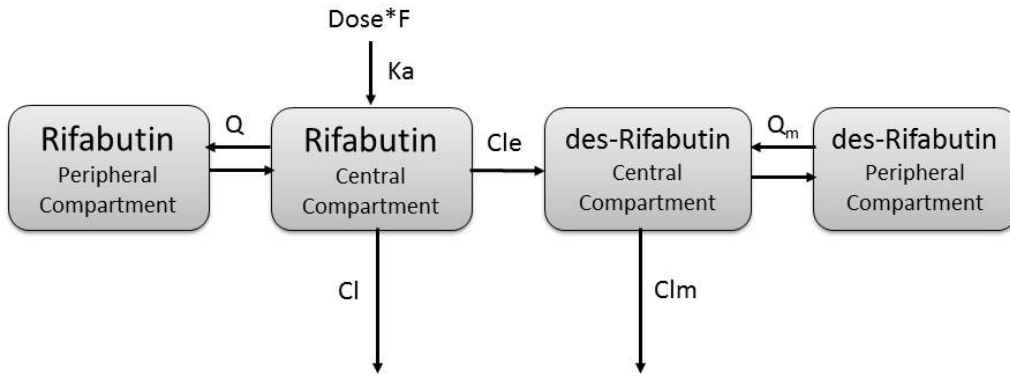 Dose*F
Ka
Rifabutin
Peripheral
Compartment
Q
Rifabutin
Central
Compartment
Cle
des-Rifabutin
Central
Compartment
Qm
des-Rifabutin
Peripheral
Compartment
Cl
Clm